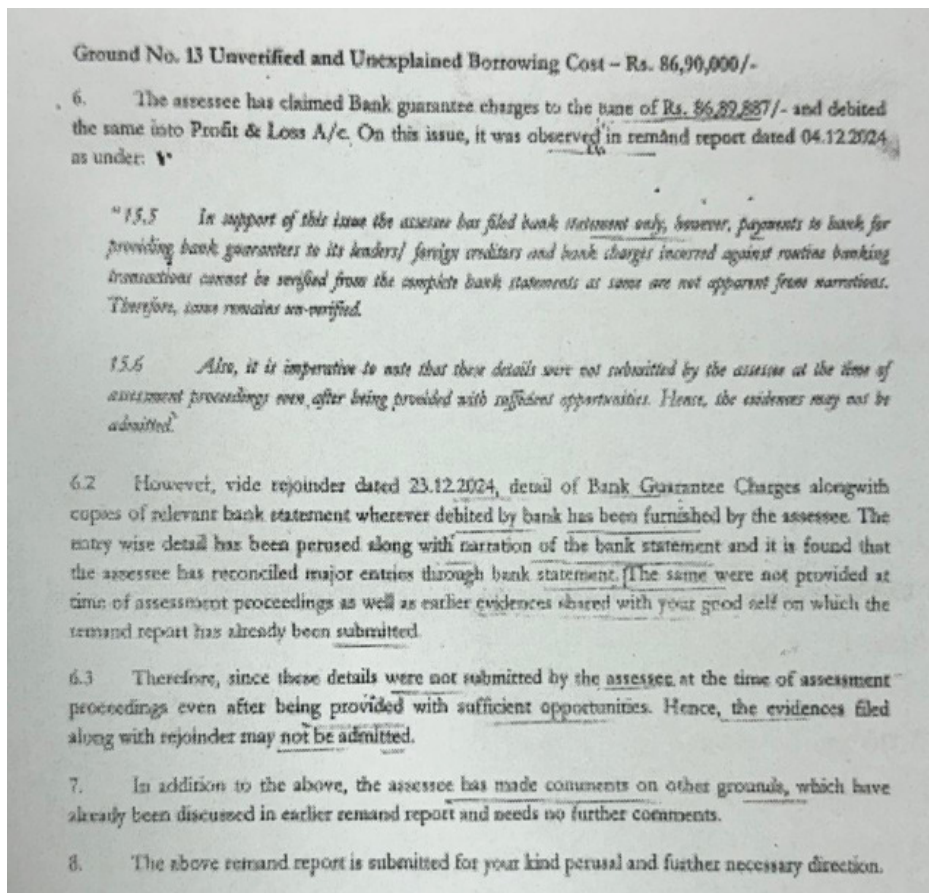 Ground No. 13 Unverified and Unexplained Borrowing Cost – Rs. 86,90,000/-
6. The assessee has claimed Bank guarantee charges to the tune of Rs. 86,89,887/- and debited
the same into Profit & Loss A/c. On this issue, it was observed in remand report dated 04.12.2024
as under:
"15.5 In support of this issue the assessee has filed bank statement only, however, payments to bank for
providing bank guarantees to its lenders/ foreign creditors and bank charges incurred against routine banking
transactions cannot be verified from the complete bank statements as same are not apparent from narrations.
Therefore, same remains un-verified.
15.6 Also, it is imperative to note that these details were not submitted by the assessee at the time of
assessment proceedings even after being provided with sufficient opportunities. Hence, the evidences may not be
admitted."
6.2 However, vide rejoinder dated 23.12.2024, detail of Bank Guarantee Charges alongwith
copies of relevant bank statement wherever debited by bank has been furnished by the assessee. The
entry wise detail has been perused along with narration of the bank statement and it is found that
the assessee has reconciled major entries through bank statement. The same were not provided at
time of assessment proceedings as well as earlier evidences shared with your good self on which the
remand report has already been submitted.
6.3 Therefore, since these details were not submitted by the assessee at the time of assessment
proceedings even after being provided with sufficient opportunities. Hence, the evidences filed
along with rejoinder may not be admitted.
7. In addition to the above, the assessee has made comments on other grounds, which have
already been discussed in earlier remand report and needs no further comments.
8. The above remand report is submitted for your kind perusal and further necessary direction.